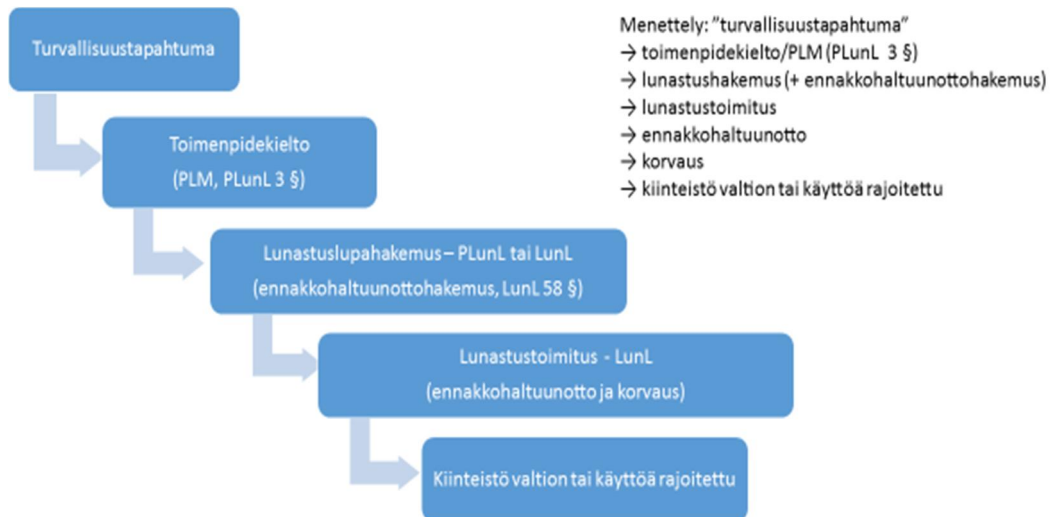 Turvallisuustapahtuma
Toimenpidekielto
(PLM, PLunL 3 §)
Lunastuslupahakemus – PLunL tai LunL
(ennakkohaltuunottohakemus, LunL 58 §)
Lunastustoimitus - LunL
(ennakkohaltuunotto ja korvaus)
Kiinteistö valtion tai käyttöä rajoitettu
Menettely: ”turvallisuustapahtuma”
→ toimenpidekielto/PLM (PLunL 3 §)
→ lunastushakemus (+ ennakkohaltuunottohakemus)
→ lunastustoimitus
→ ennakkohaltuunotto
→ korvaus
→ kiinteistö valtion tai käyttöä rajoitettu